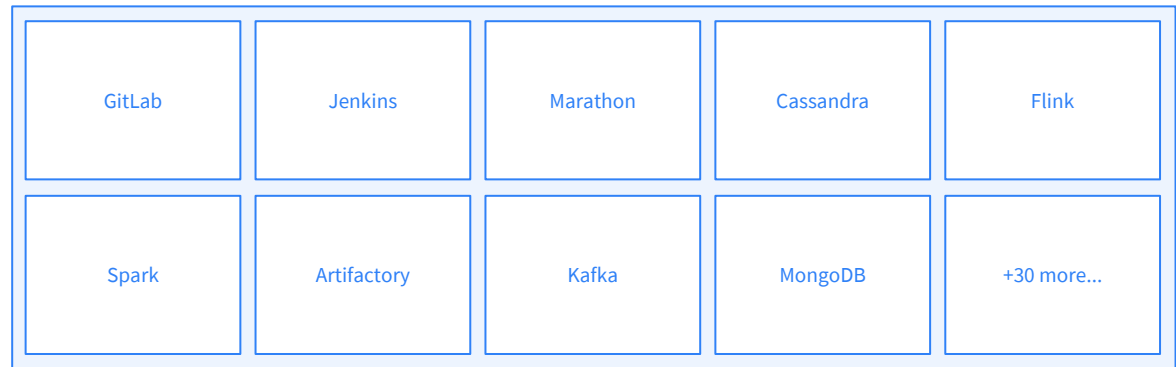 GitLab
Jenkins
Marathon
Cassandra
Flink
Spark
Artifactory
Kafka
MongoDB
+30 more...